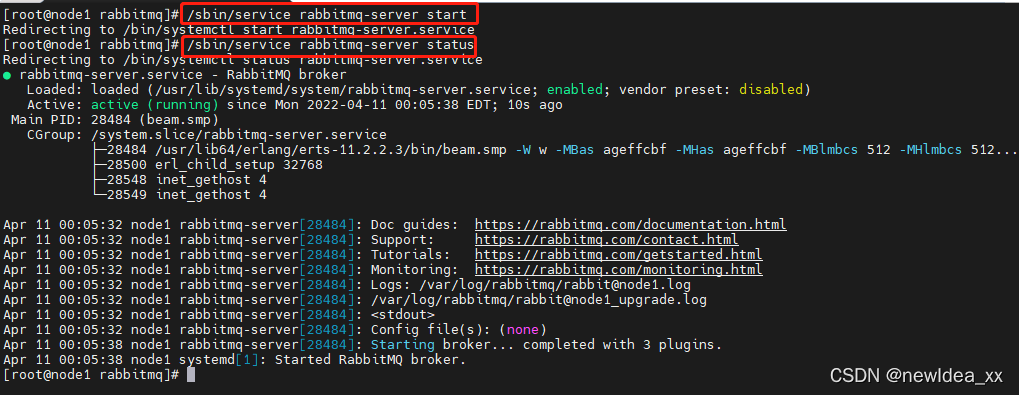 [root@node1 rabbitmq]# /sbin/service rabbitmq-server start
Redirecting to /bin/systemctl start rabbitmq-server.service
[root@node1 rabbitmq]# /sbin/service rabbitmq-server status
Redirecting to /bin/systemctl status rabbitmq-server.service
● rabbitmq-server.service - RabbitMQ broker
   Loaded: loaded (/usr/lib/systemd/system/rabbitmq-server.service; enabled; vendor preset: disabled)
   Active: active (running) since Mon 2022-04-11 00:05:38 EDT; 10s ago
 Main PID: 28484 (beam.smp)
   CGroup: /system.slice/rabbitmq-server.service
           ├─28484 /usr/lib64/erlang/erts-11.2.2.3/bin/beam.smp -W w -MBas ageffcbf -MHas ageffcbf -MBlmbcs 512 -MHlmbcs 512...
           ├─28500 erl_child_setup 32768
           ├─28548 inet_gethost 4
           └─28549 inet_gethost 4
Apr 11 00:05:32 node1 rabbitmq-server[28484]: Doc guides:  https://rabbitmq.com/documentation.html
Apr 11 00:05:32 node1 rabbitmq-server[28484]: Support:     https://rabbitmq.com/contact.html
Apr 11 00:05:32 node1 rabbitmq-server[28484]: Tutorials:   https://rabbitmq.com/getstarted.html
Apr 11 00:05:32 node1 rabbitmq-server[28484]: Monitoring:  https://rabbitmq.com/monitoring.html
Apr 11 00:05:32 node1 rabbitmq-server[28484]: Logs: /var/log/rabbitmq/rabbit@node1.log
Apr 11 00:05:32 node1 rabbitmq-server[28484]: /var/log/rabbitmq/rabbit@node1_upgrade.log
Apr 11 00:05:32 node1 rabbitmq-server[28484]: <stdout>
Apr 11 00:05:32 node1 rabbitmq-server[28484]: Config file(s): (none)
Apr 11 00:05:38 node1 rabbitmq-server[28484]: Starting broker... completed with 3 plugins.
Apr 11 00:05:38 node1 systemd[1]: Started RabbitMQ broker.
[root@node1 rabbitmq]#
CSDN @newIdea_xx